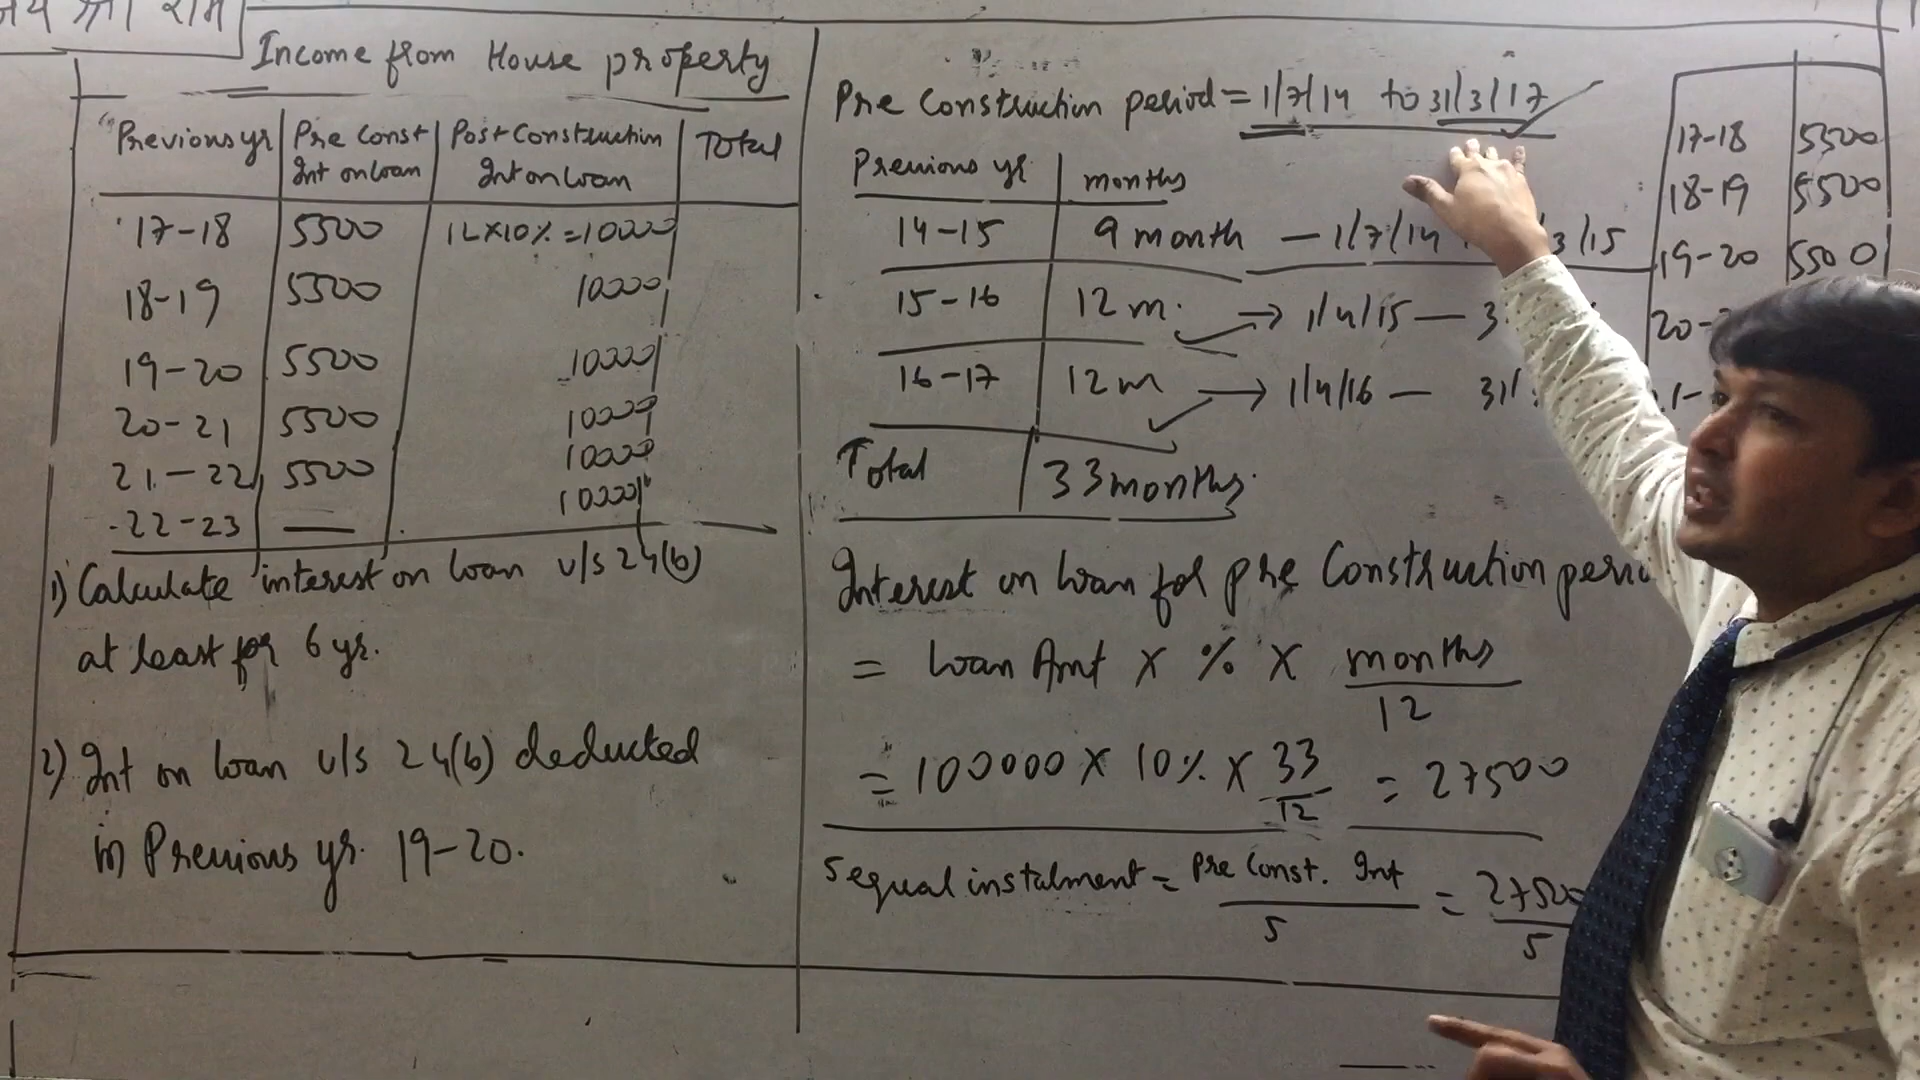 जय श्री राम
Income from House property
Previous yr | Pre Const Int on loan | Post Construction Int on loan | Total
17-18 | 5500 | 1L×10% = 10000
18-19 | 5500 | 10000
19-20 | 5500 | 10000
20-21 | 5500 | 10000
21-22 | 5500 | 10000
22-23 | — | 10000
1) Calculate interest on loan u/s 24(b)
at least for 6 yr.
2) Int on loan u/s 24(b) deducted
in Previous yr. 19-20.
Pre Construction period = 1/7/14 to 31/3/17
Previous yr | months
14-15 | 9 month — 1/7/14 3/15
15-16 | 12 m. → 1/4/15 — 3
16-17 | 12 m → 1/4/16 — 31/
Total | 33 months.
Interest on loan for pre Construction perio
= loan Amt × % × months/12
= 100000 × 10% × 33/12 = 27500
5 equal instalment = Pre Const. Int/5 = 27500/5
17-18 | 5500
18-19 | 5500
19-20 | 5500
20-